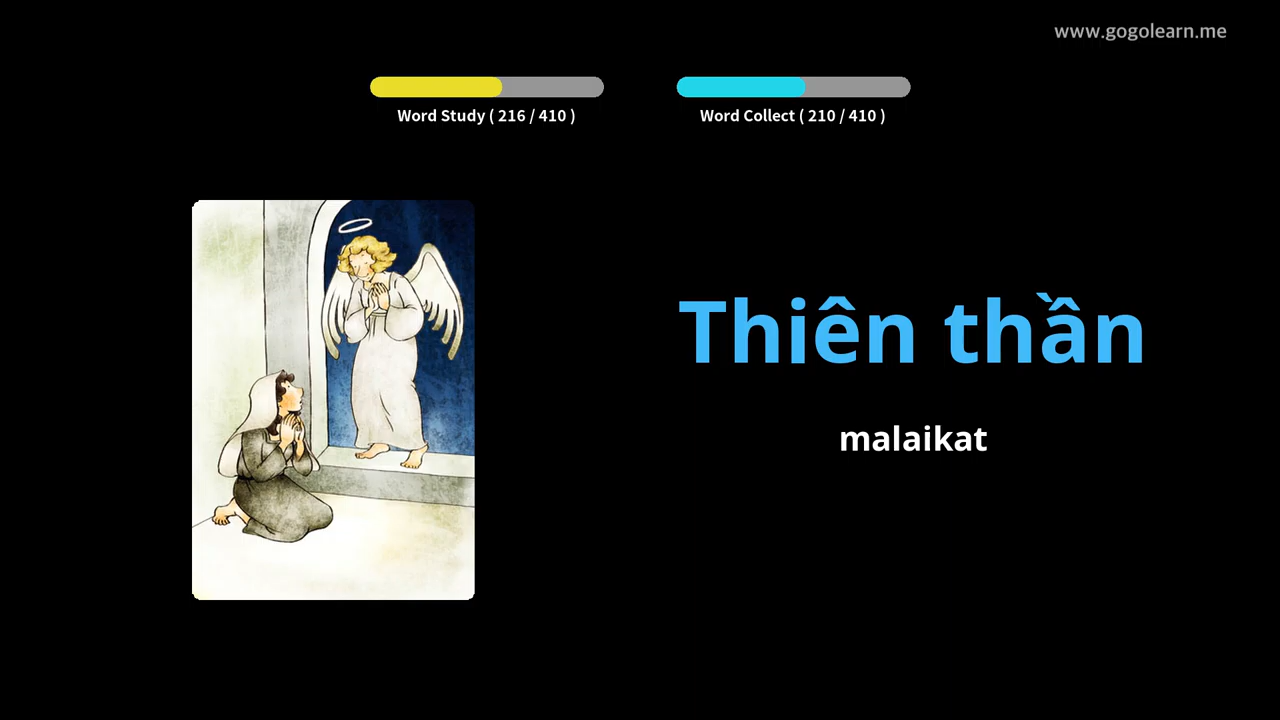 www.gogolearn.me
Word Study ( 216 / 410 )
Word Collect ( 210 / 410 )
Thiên thần
malaikat